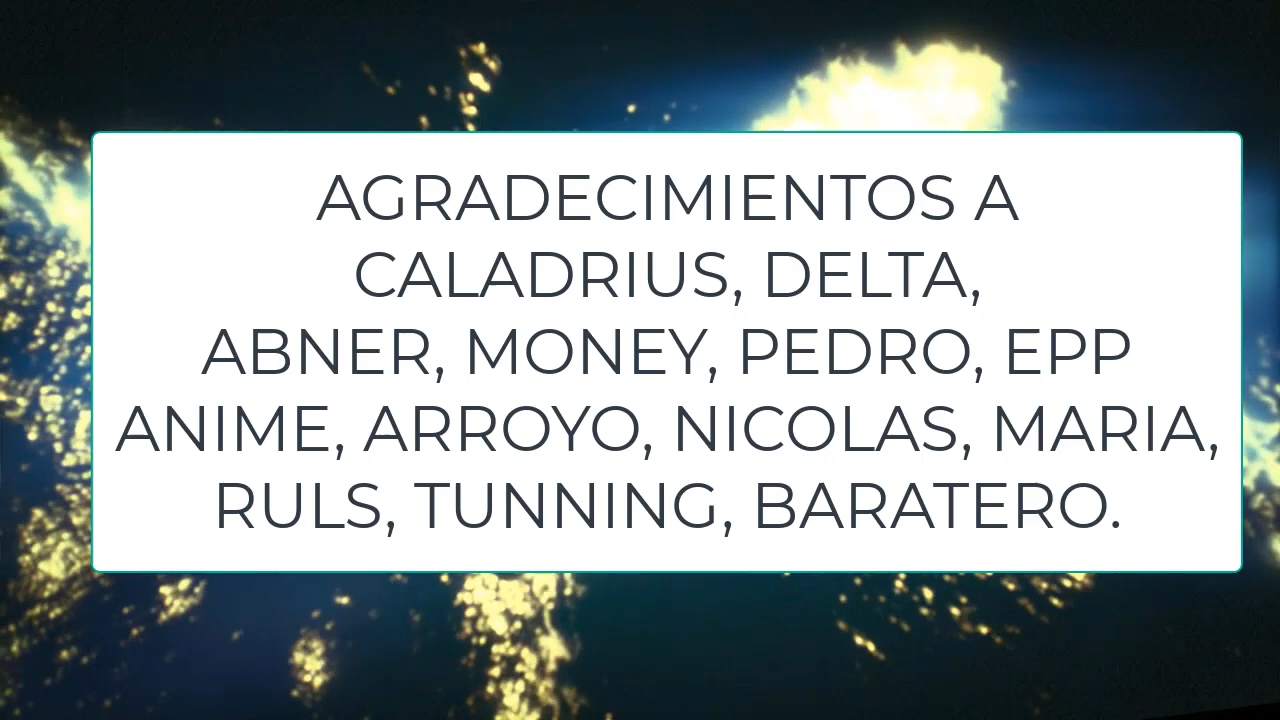 AGRADECIMIENTOS A
CALADRIUS, DELTA,
ABNER, MONEY, PEDRO, EPP
ANIME, ARROYO, NICOLAS, MARIA,
RULS, TUNNING, BARATERO.